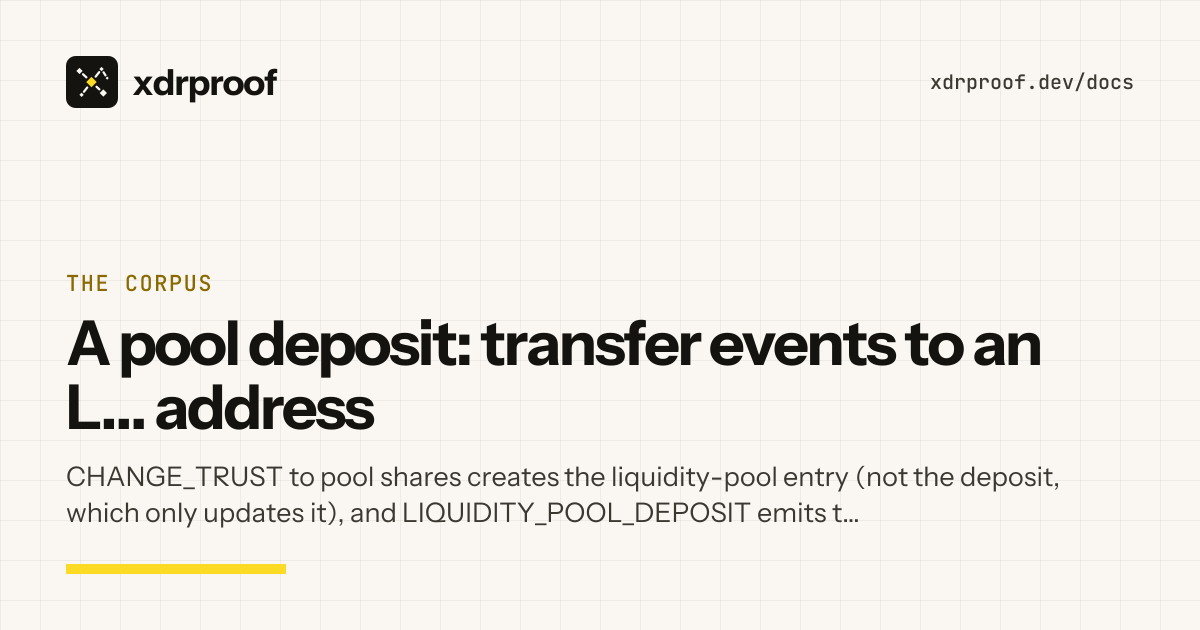 xdrproof
xdrproof.dev/docs
THE CORPUS
A pool deposit: transfer events to an
L… address
CHANGE_TRUST to pool shares creates the liquidity-pool entry (not the deposit,
which only updates it), and LIQUIDITY_POOL_DEPOSIT emits t…